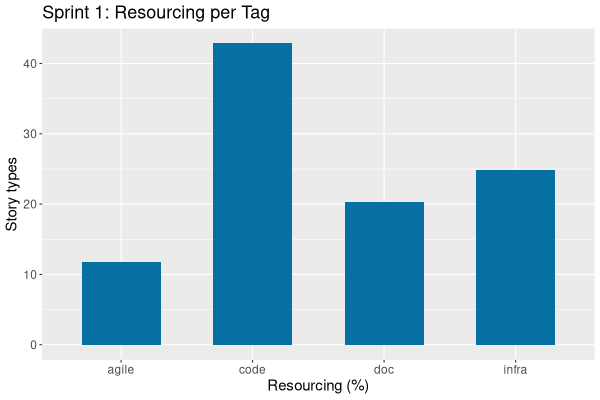 Sprint 1: Resourcing per Tag
Story types
40
30
20
10
0
agile code doc infra
Resourcing (%)